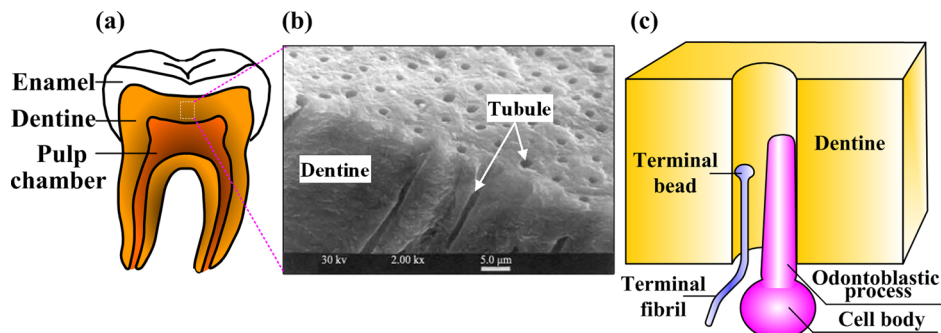 (a)
Enamel
Dentine
Pulp
chamber
(b)
Tubule
Dentine
30 kv
2.00 kx
5.0 μm
(c)
Terminal
bead
Dentine
Terminal
fibril
Odontoblastic
process
Cell body